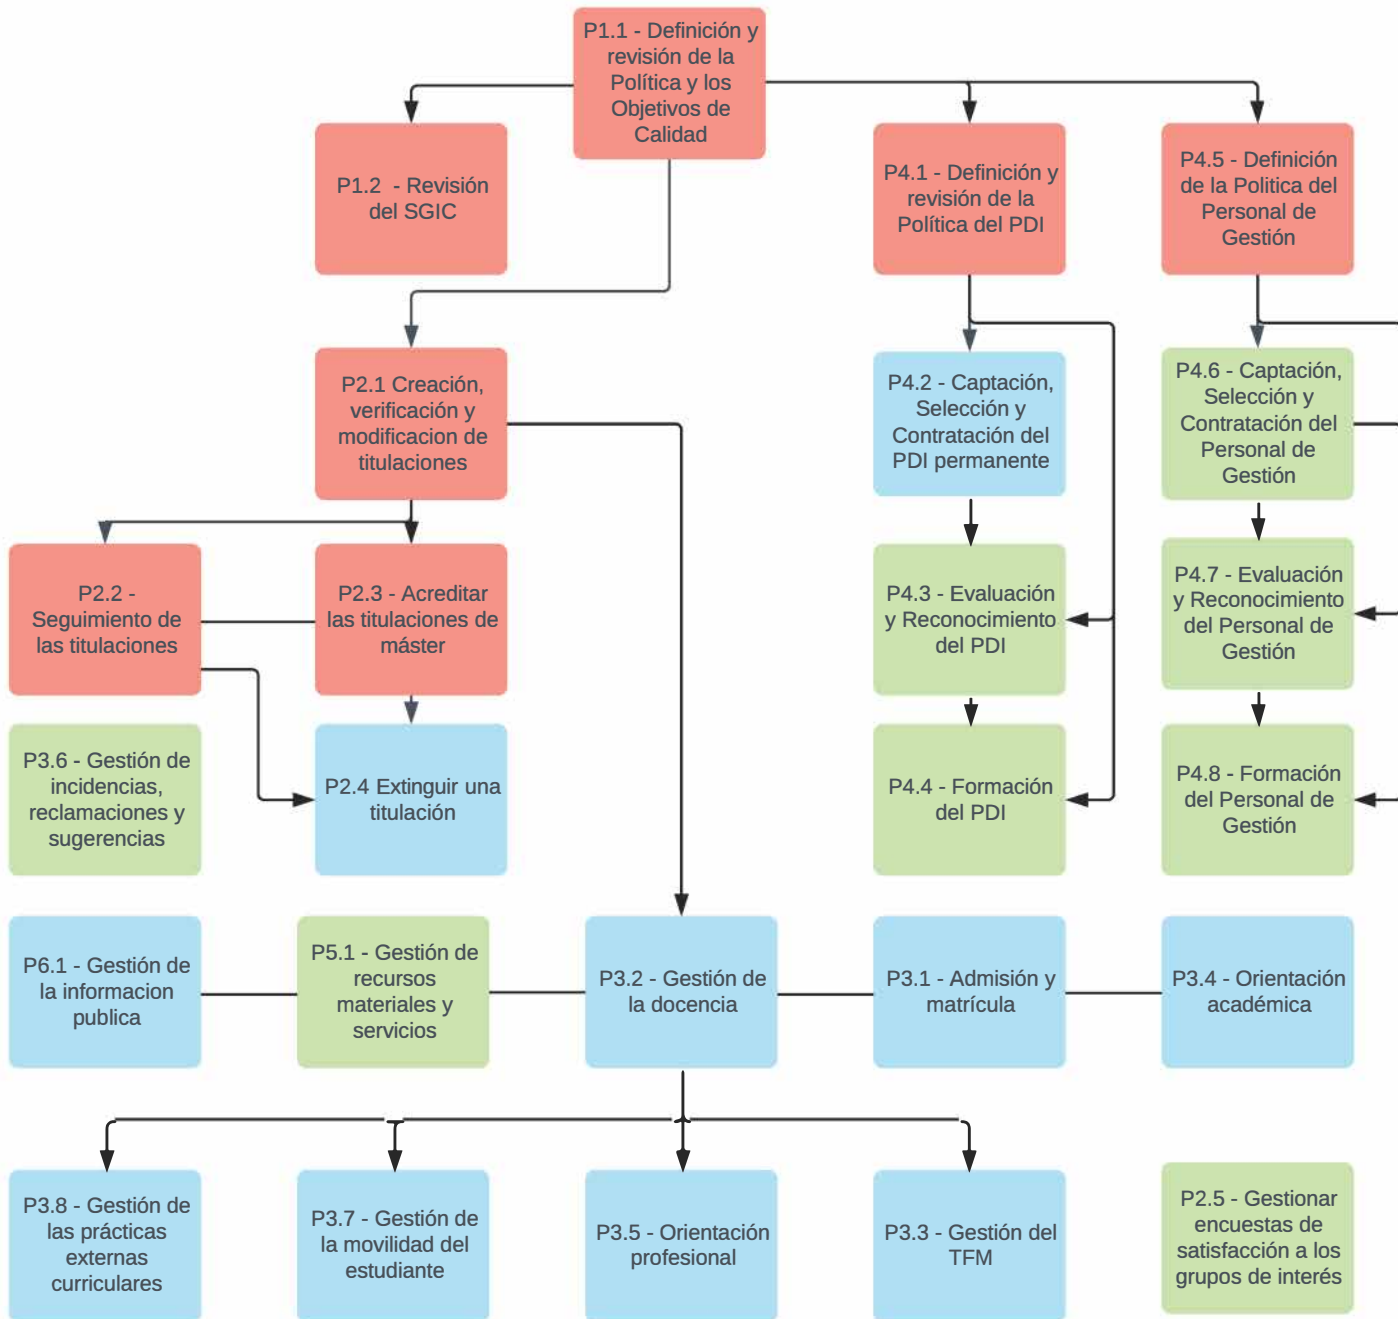 P1.1 - Definición y
revisión de la
Política y los
Objetivos de
Calidad
P1.2 - Revisión
del SGIC
P4.1 - Definición y
revisión de la
Política del PDI
P4.5 - Definición
de la Politica del
Personal de
Gestión
P2.1 Creación,
verificación y
modificacion de
titulaciones
P4.2 - Captación,
Selección y
Contratación del
PDI permanente
P4.6 - Captación,
Selección y
Contratación del
Personal de
Gestión
P2.2 -
Seguimiento de
las titulaciones
P2.3 - Acreditar
las titulaciones de
máster
P4.3 - Evaluación
y Reconocimiento
del PDI
P4.7 - Evaluación
y Reconocimiento
del Personal de
Gestión
P3.6 - Gestión de
incidencias,
reclamaciones y
sugerencias
P2.4 Extinguir una
titulación
P4.4 - Formación
del PDI
P4.8 - Formación
del Personal de
Gestión
P6.1 - Gestión de
la informacion
publica
P5.1 - Gestión de
recursos
materiales y
servicios
P3.2 - Gestión de
la docencia
P3.1 - Admisión y
matrícula
P3.4 - Orientación
académica
P3.8 - Gestión de
las prácticas
externas
curriculares
P3.7 - Gestión de
la movilidad del
estudiante
P3.5 - Orientación
profesional
P3.3 - Gestión del
TFM
P2.5 - Gestionar
encuestas de
satisfacción a los
grupos de interés